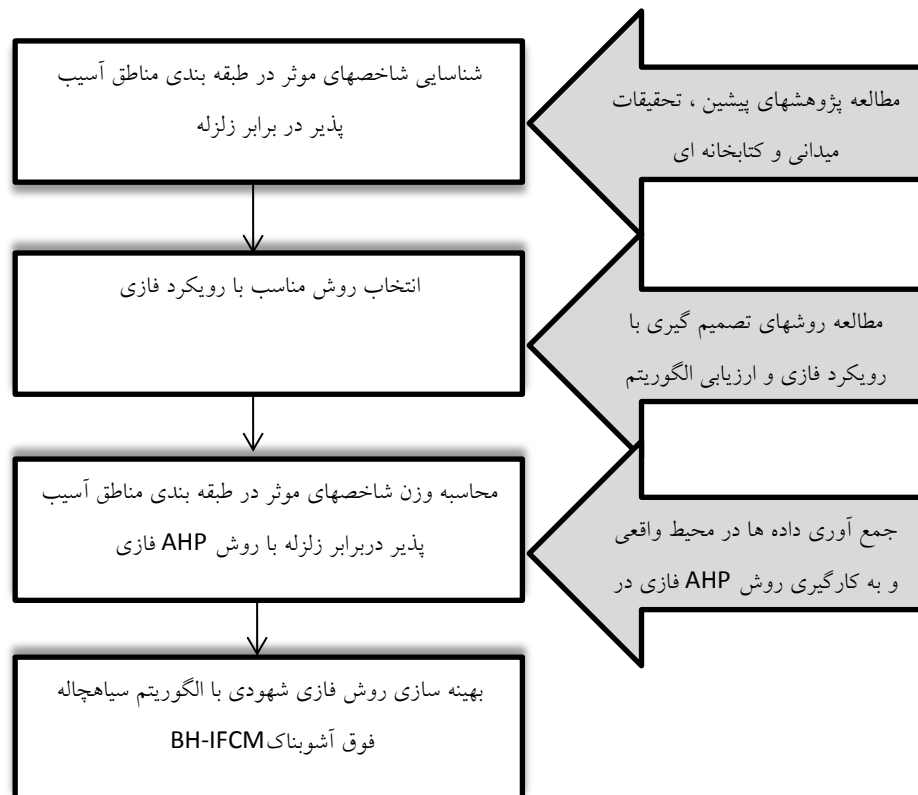 شناسایی شاخصهای موثر در طبقه بندی مناطق آسیب
پذیر در برابر زلزله
مطالعه پژوهشهای پیشین ، تحقیقات
میدانی و کتابخانه ای
انتخاب روش مناسب با رویکرد فازی
مطالعه روشهای تصمیم گیری با
رویکرد فازی و ارزیابی الگوریتم
محاسبه وزن شاخصهای موثر در طبقه بندی مناطق آسیب
پذیر دربرابر زلزله با روش AHP فازی
جمع آوری داده ها در محیط واقعی
و به کارگیری روش AHP فازی در
بهینه سازی روش فازی شهودی با الگوریتم سیاهچاله
فوق آشوبناک BH-IFCM